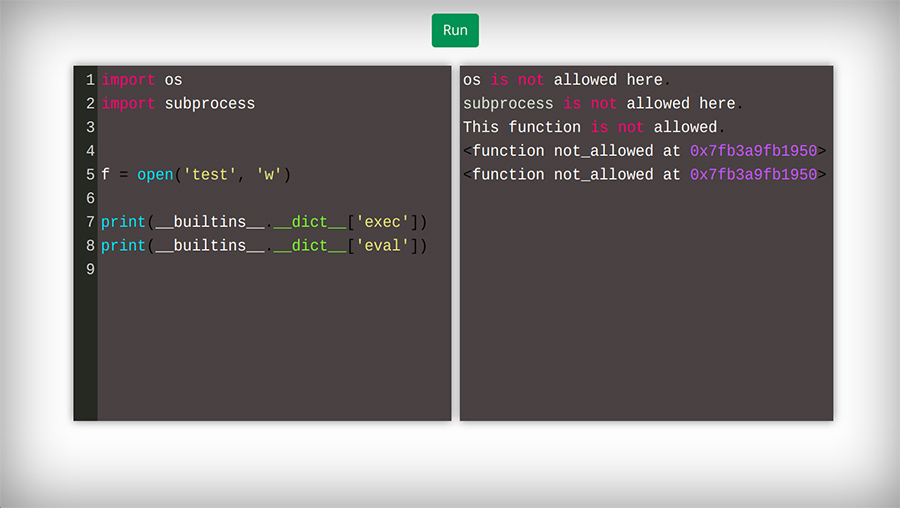 Run
1 import os
2 import subprocess
3
4
5 f = open('test', 'w')
6
7 print(__builtins__.__dict__['exec'])
8 print(__builtins__.__dict__['eval'])
9
os is not allowed here.
subprocess is not allowed here.
This function is not allowed.
<function not_allowed at 0x7fb3a9fb1950>
<function not_allowed at 0x7fb3a9fb1950>